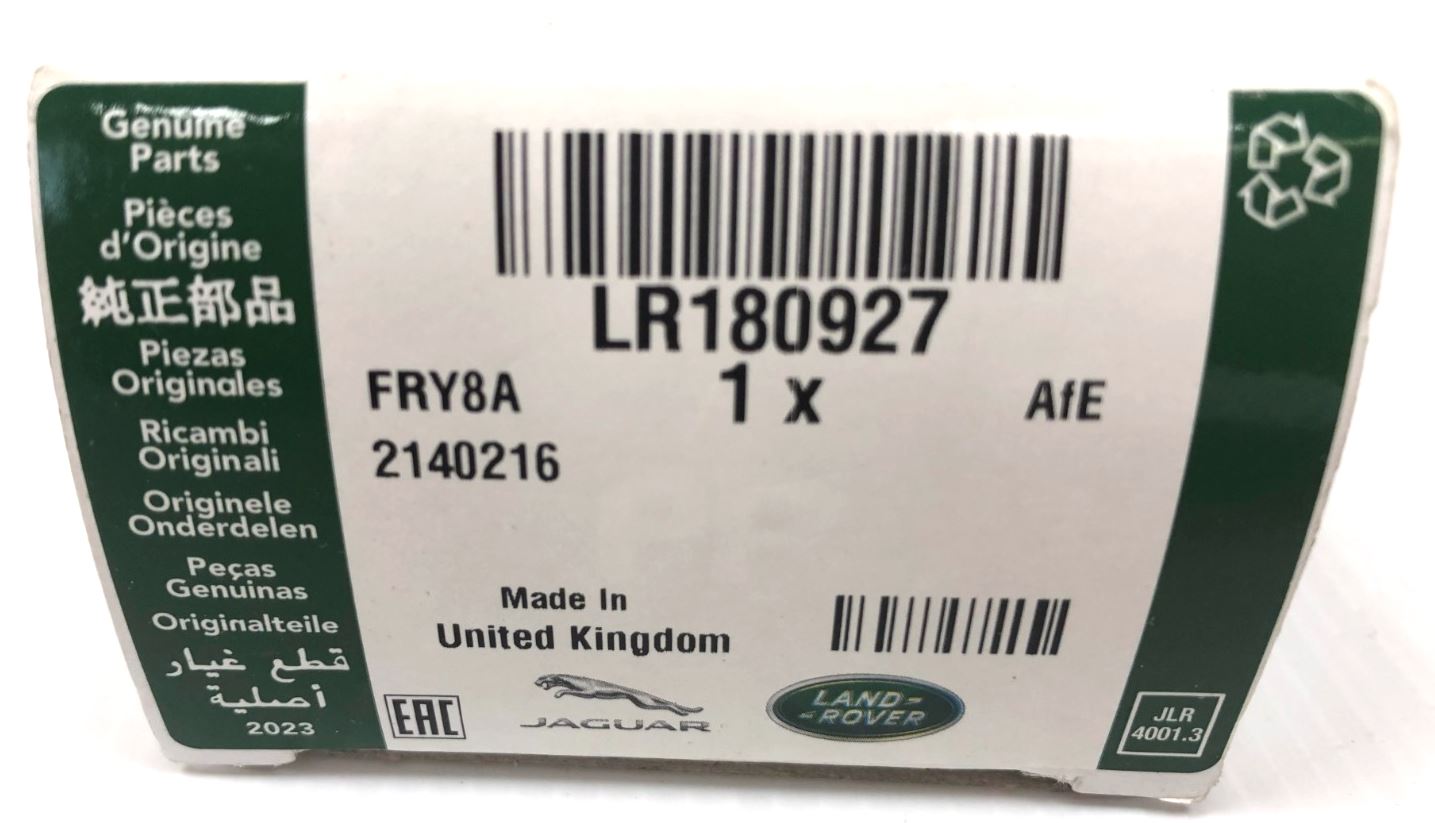 Genuine
Parts
Pièces
d'Origine
純正部品
Piezas
Originales
Ricambi
Originali
Originele
Onderdelen
Peças
Genuinas
Originalteile
قطع غيار
أصلية
2023
LR180927
FRY8A 1 x AfE
2140216
Made In
United Kingdom
EAC
JAGUAR
LAND-
-ROVER
JLR
4001.3